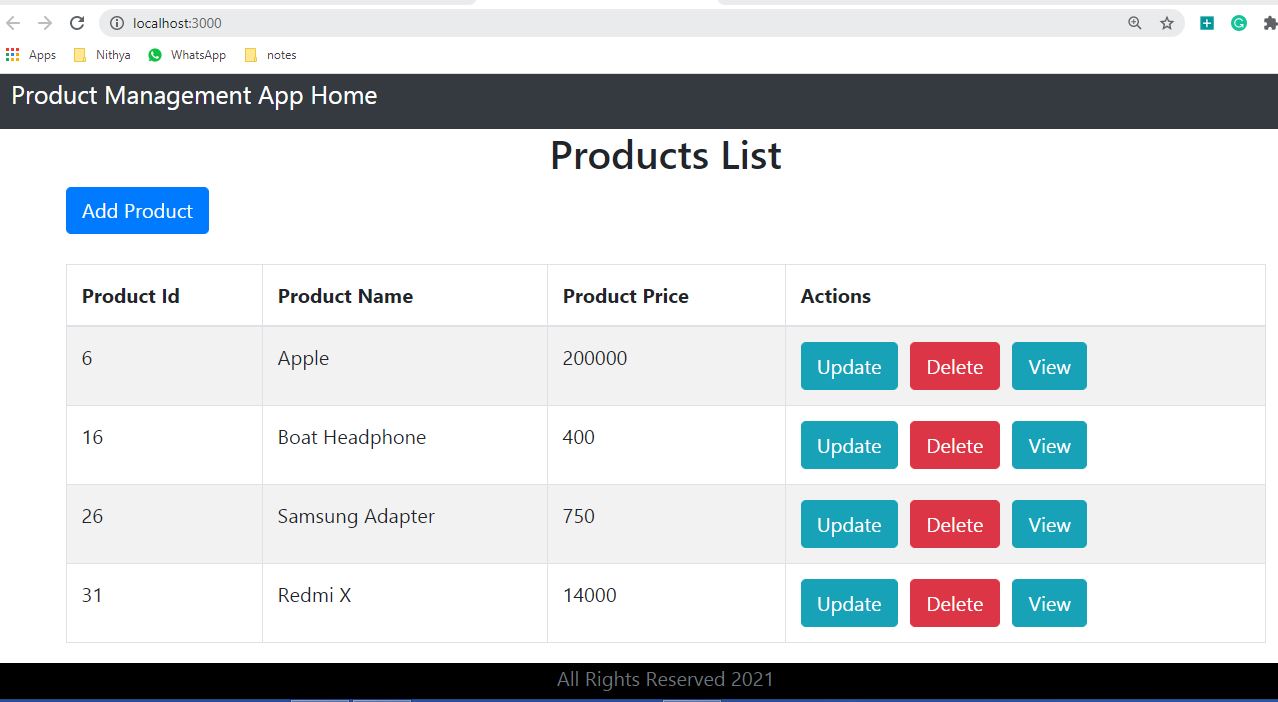 localhost:3000
Apps Nithya WhatsApp notes
Product Management App Home
Products List
Add Product
Product Id Product Name Product Price Actions
6 Apple 200000 Update Delete View
16 Boat Headphone 400 Update Delete View
26 Samsung Adapter 750 Update Delete View
31 Redmi X 14000 Update Delete View
All Rights Reserved 2021